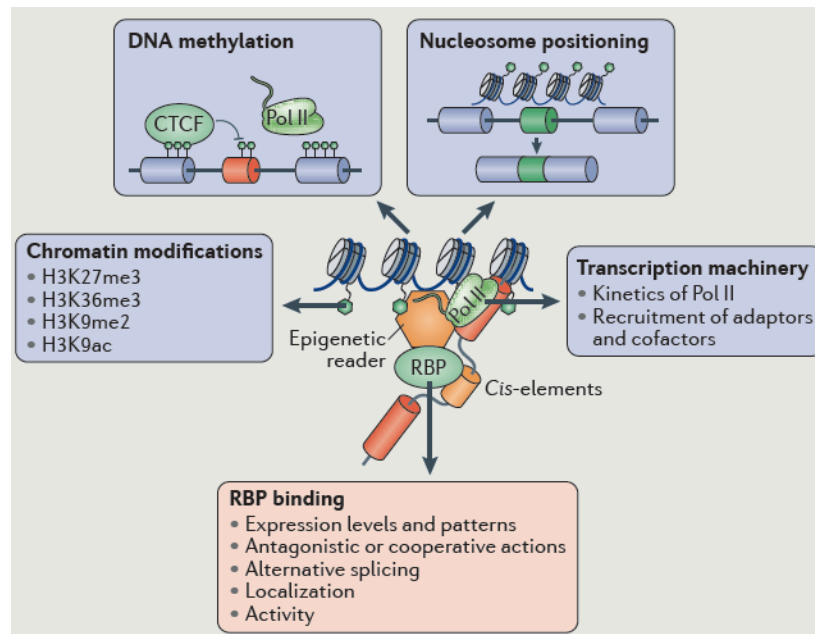 DNA methylation
CTCF
Pol II
Nucleosome positioning
Chromatin modifications
• H3K27me3
• H3K36me3
• H3K9me2
• H3K9ac
Epigenetic
reader
Pol II
RBP
Cis-elements
Transcription machinery
• Kinetics of Pol II
• Recruitment of adaptors
and cofactors
RBP binding
• Expression levels and patterns
• Antagonistic or cooperative actions
• Alternative splicing
• Localization
• Activity